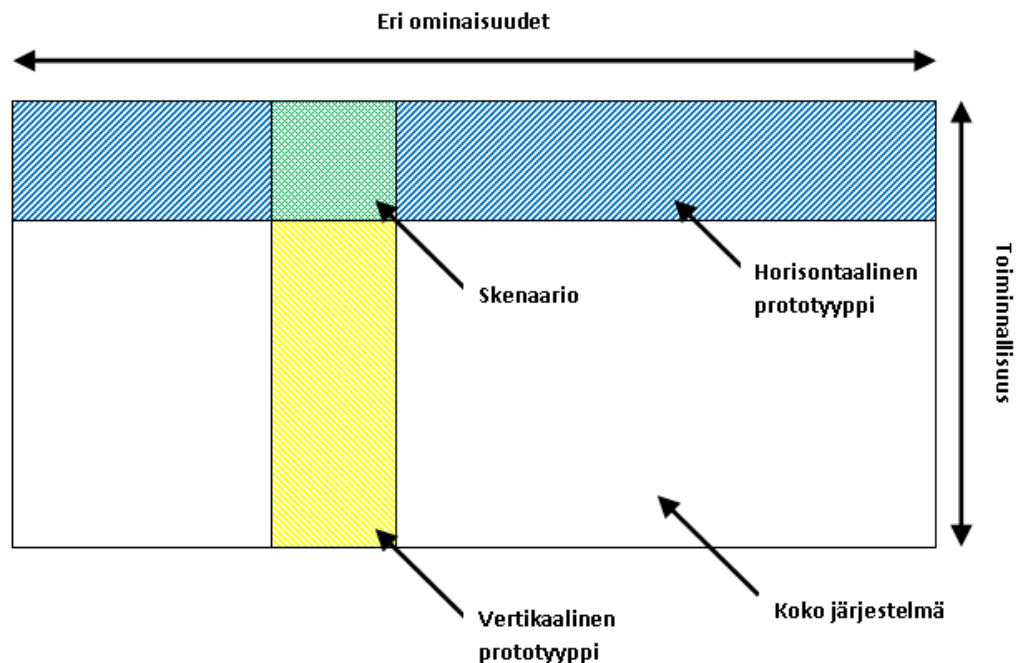 Eri ominaisuudet
Skenaario
Horisontaalinen
prototyyppi
Toiminnallisuus
Vertikaalinen
prototyyppi
Koko järjestelmä